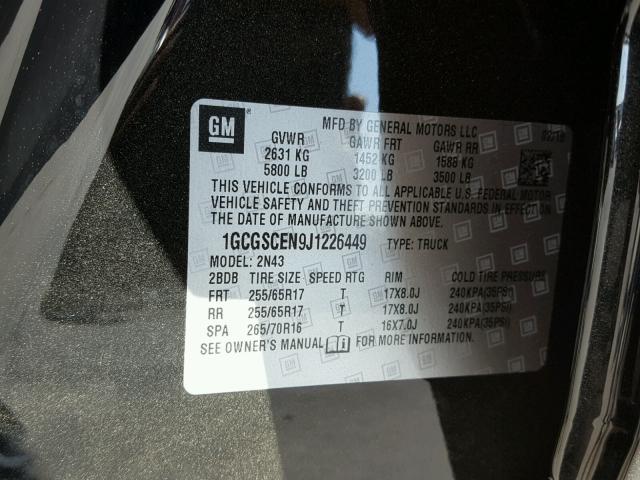 GM
MFD BY GENERAL MOTORS LLC 02/18
GVWR GAWR FRT GAWR RR
2631 KG 1452 KG 1588 KG
5800 LB 3200 LB 3500 LB
THIS VEHICLE CONFORMS TO ALL APPLICABLE U.S. FEDERAL MOTOR
VEHICLE SAFETY AND THEFT PREVENTION STANDARDS IN EFFECT ON
THE DATE OF MANUFACTURE SHOWN ABOVE.
1GCGSCEN9J1226449 TYPE: TRUCK
MODEL: 2N43
2BDB TIRE SIZE SPEED RTG RIM COLD TIRE PRESSURE
FRT 255/65R17 T 17X8.0J 240KPA(35PSI)
RR 255/65R17 T 17X8.0J 240KPA(35PSI)
SPA 265/70R16 T 16X7.0J 240KPA(35PSI)
SEE OWNER'S MANUAL FOR MORE INFORMATION.